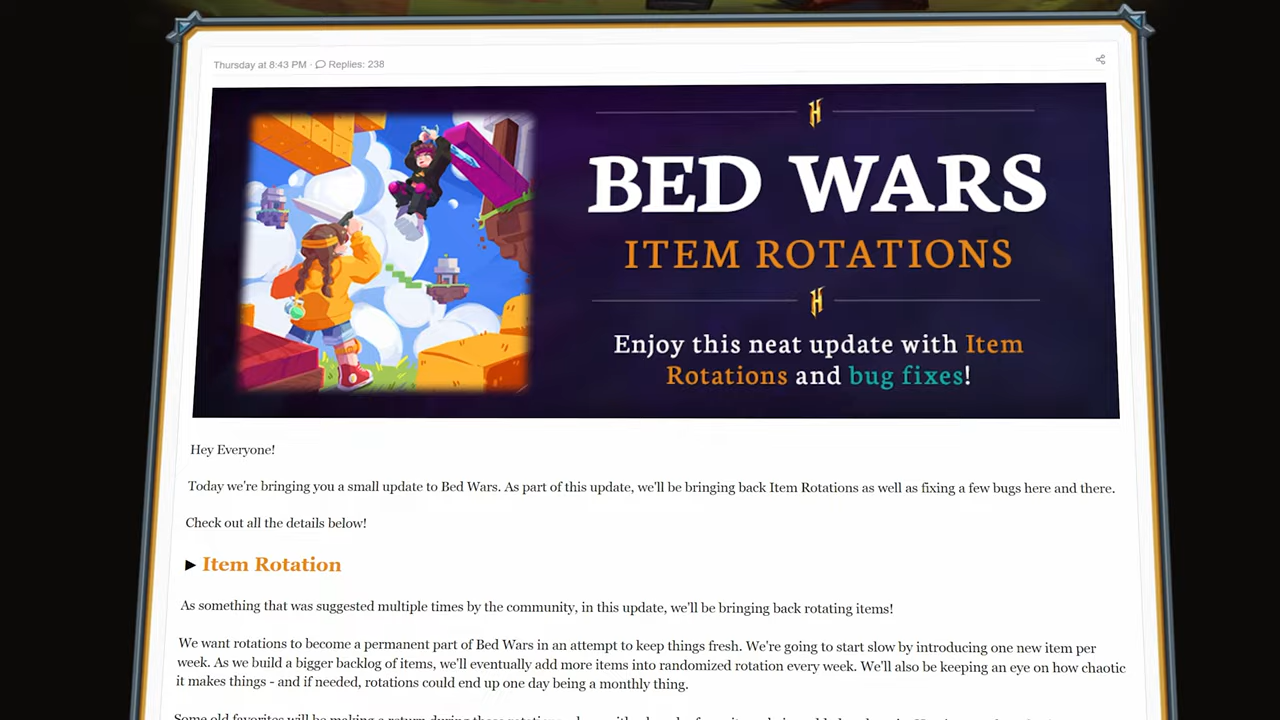 Thursday at 8:43 PM · Replies: 238
BED WARS
ITEM ROTATIONS
Enjoy this neat update with Item
Rotations and bug fixes!
Hey Everyone!
Today we're bringing you a small update to Bed Wars. As part of this update, we'll be bringing back Item Rotations as well as fixing a few bugs here and there.
Check out all the details below!
► Item Rotation
As something that was suggested multiple times by the community, in this update, we'll be bringing back rotating items!
We want rotations to become a permanent part of Bed Wars in an attempt to keep things fresh. We're going to start slow by introducing one new item per
week. As we build a bigger backlog of items, we'll eventually add more items into randomized rotation every week. We'll also be keeping an eye on how chaotic
it makes things - and if needed, rotations could end up one day being a monthly thing.